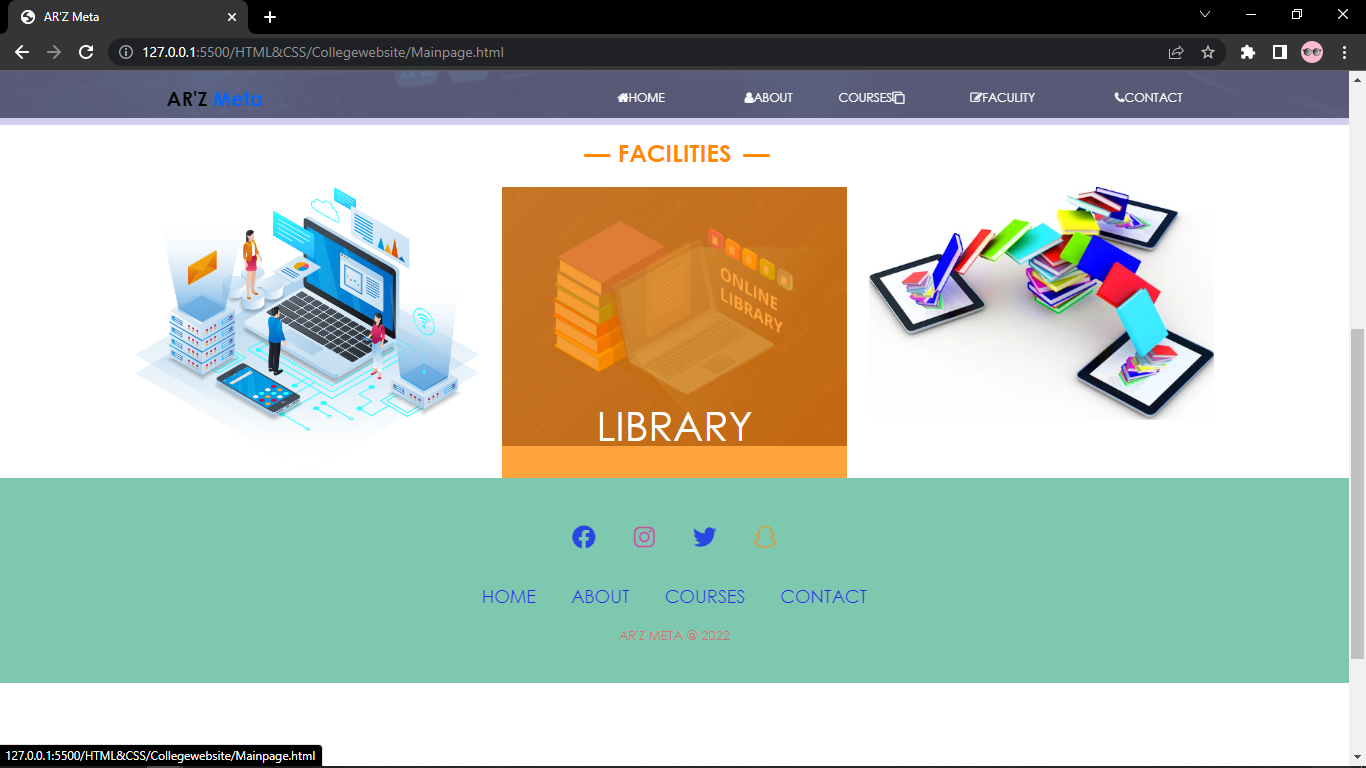 AR'Z Meta
127.0.0.1:5500/HTML&CSS/Collegewebsite/Mainpage.html
AR'Z Meta
HOME
ABOUT
COURSES
FACULITY
CONTACT
— FACILITIES —
ONLINE
LIBRARY
LIBRARY
HOME
ABOUT
COURSES
CONTACT
AR'Z META @ 2022
127.0.0.1:5500/HTML&CSS/Collegewebsite/Mainpage.html